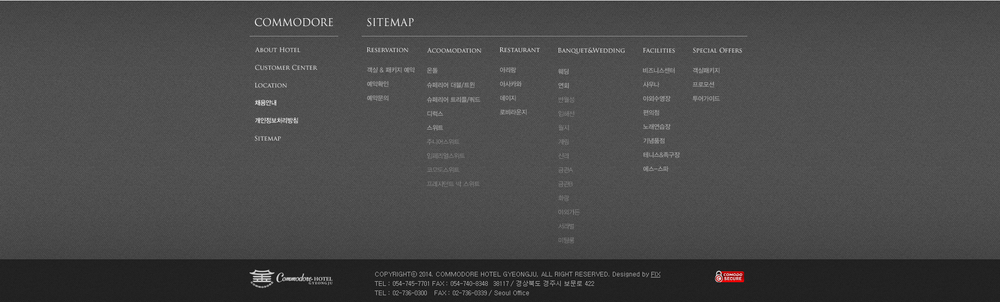 COMMODORE
ABOUT HOTEL
CUSTOMER CENTER
LOCATION
채용안내
개인정보처리방침
SITEMAP
SITEMAP
RESERVATION
객실 & 패키지 예약
예약확인
예약문의
ACOOMODATION
온돌
슈페리어 더블/트윈
슈페리어 트리플/쿼드
디럭스
스위트
주니어스위트
임페리얼스위트
코모도스위트
프레지던트 박 스위트
RESTAURANT
아리랑
아사카와
데이지
로비라운지
BANQUET&WEDDING
웨딩
연회
반월성
임해전
월지
계림
신라
금관A
금관B
화랑
야외가든
서라벌
미팅룸
FACILITIES
비즈니스센터
사우나
야외수영장
편의점
노래연습장
기념품점
테니스&족구장
에스-스파
SPECIAL OFFERS
객실패키지
프로모션
투어가이드
COMMODORE
Commodore HOTEL
GYEONGJU
COPYRIGHTⓒ 2014. COMMODORE HOTEL GYEONGJU, ALL RIGHT RESERVED. Designed by FIX
TEL : 054-745-7701 FAX : 054-740-8348 38117 / 경상북도 경주시 보문로 422
TEL : 02-736-0300 FAX : 02-736-0339 / Seoul Office
COMODO
SECURE